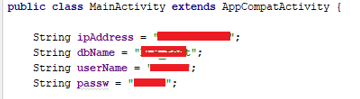 public class MainActivity extends AppCompatActivity {
String ipAddress = "";
String dbName = "";
String userName = "";
String passw = "";